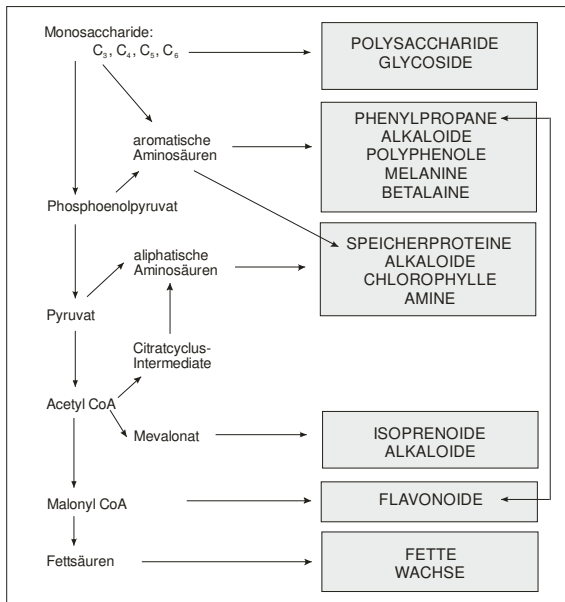 Monosaccharide:
C₃, C₄, C₅, C₆
POLYSACCHARIDE
GLYCOSIDE
aromatische
Aminosäuren
PHENYLPROPANE
ALKALOIDE
POLYPHENOLE
MELANINE
BETALAINE
Phosphoenolpyruvat
aliphatische
Aminosäuren
SPEICHERPROTEINE
ALKALOIDE
CHLOROPHYLLE
AMINE
Pyruvat
Citratcyclus-
Intermediate
Acetyl CoA
Mevalonat
ISOPRENOIDE
ALKALOIDE
Malonyl CoA
FLAVONOIDE
Fettsäuren
FETTE
WACHSE